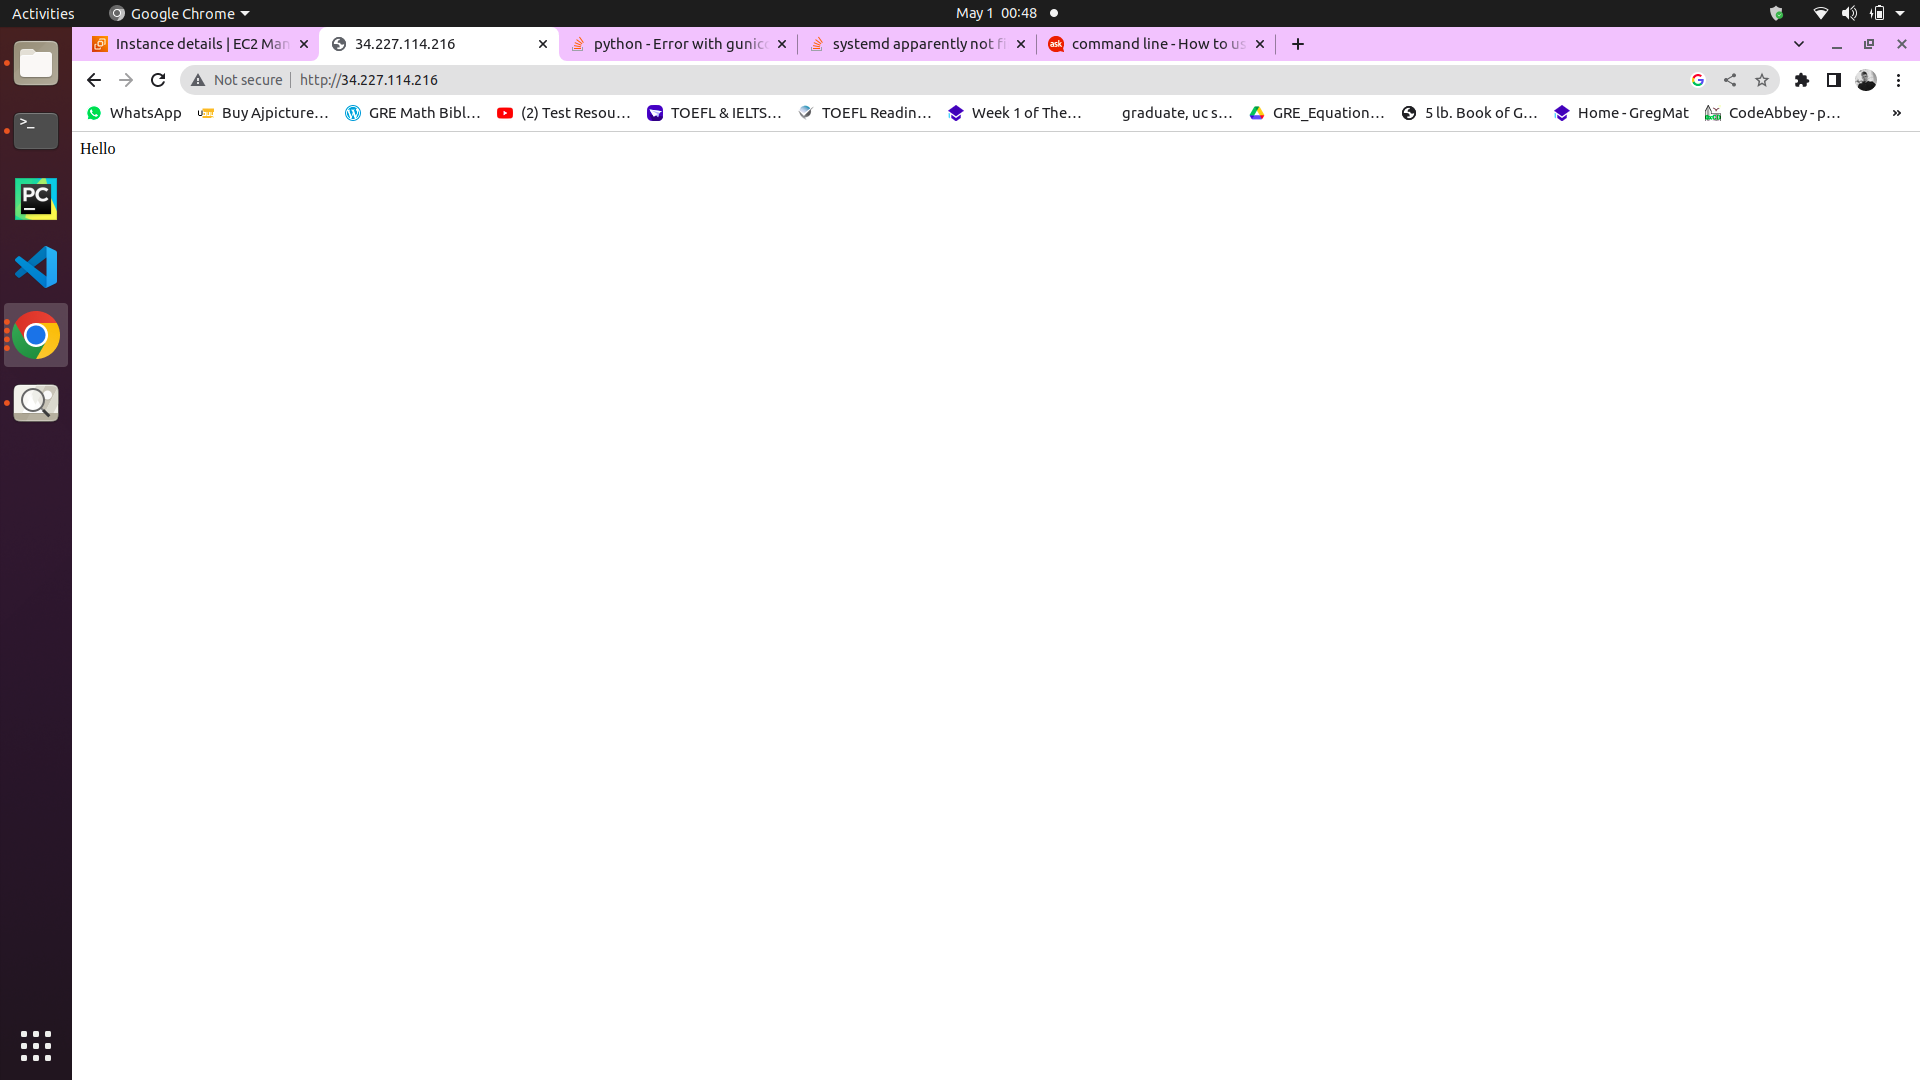 Activities
Google Chrome
May 1 00:48
Instance details | EC2 Man
34.227.114.216
python - Error with gunico
systemd apparently not fi
ask
command line - How to us
Not secure
http://34.227.114.216
WhatsApp
Buy Ajpicture…
GRE Math Bibl…
(2) Test Resou…
TOEFL & IELTS…
TOEFL Readin…
Week 1 of The…
graduate, uc s…
GRE_Equation…
5 lb. Book of G…
Home - GregMat
CodeAbbey - p…
»
Hello
>_
PC